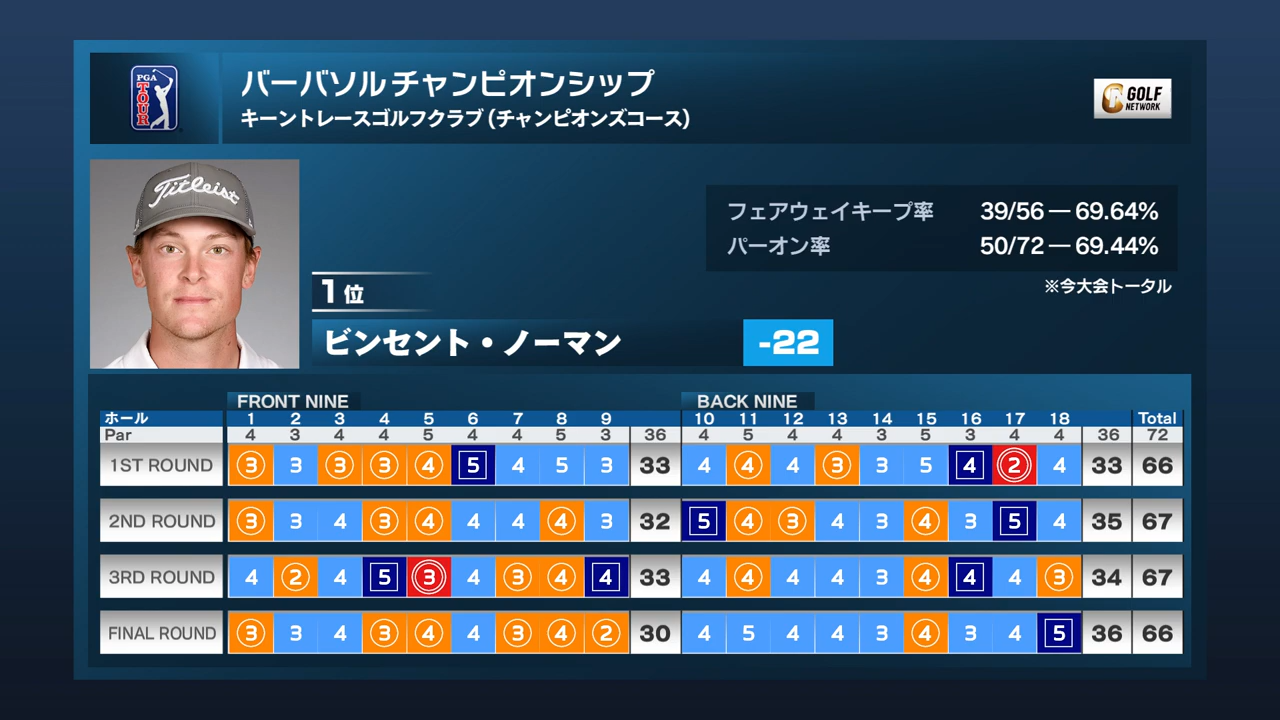 PGA TOUR
バーバソルチャンピオンシップ
キーントレースゴルフクラブ (チャンピオンズコース)
GOLF NETWORK
Titleist
フェアウェイキープ率 39/56 — 69.64%
パーオン率 50/72 — 69.44%
※今大会トータル
1位
ビンセント・ノーマン -22
FRONT NINE BACK NINE
ホール 1 2 3 4 5 6 7 8 9 10 11 12 13 14 15 16 17 18 Total
Par 4 3 4 4 5 4 4 5 3 36 4 5 4 4 3 5 3 4 4 36 72
1ST ROUND 3 3 3 3 4 5 4 5 3 33 4 4 4 3 3 5 4 2 4 33 66
2ND ROUND 3 3 4 3 4 4 4 4 3 32 5 4 3 4 3 4 3 5 4 35 67
3RD ROUND 4 2 4 5 3 4 3 4 4 33 4 4 4 4 3 4 4 4 3 34 67
FINAL ROUND 3 3 4 3 4 4 3 4 2 30 4 5 4 4 3 4 3 4 5 36 66